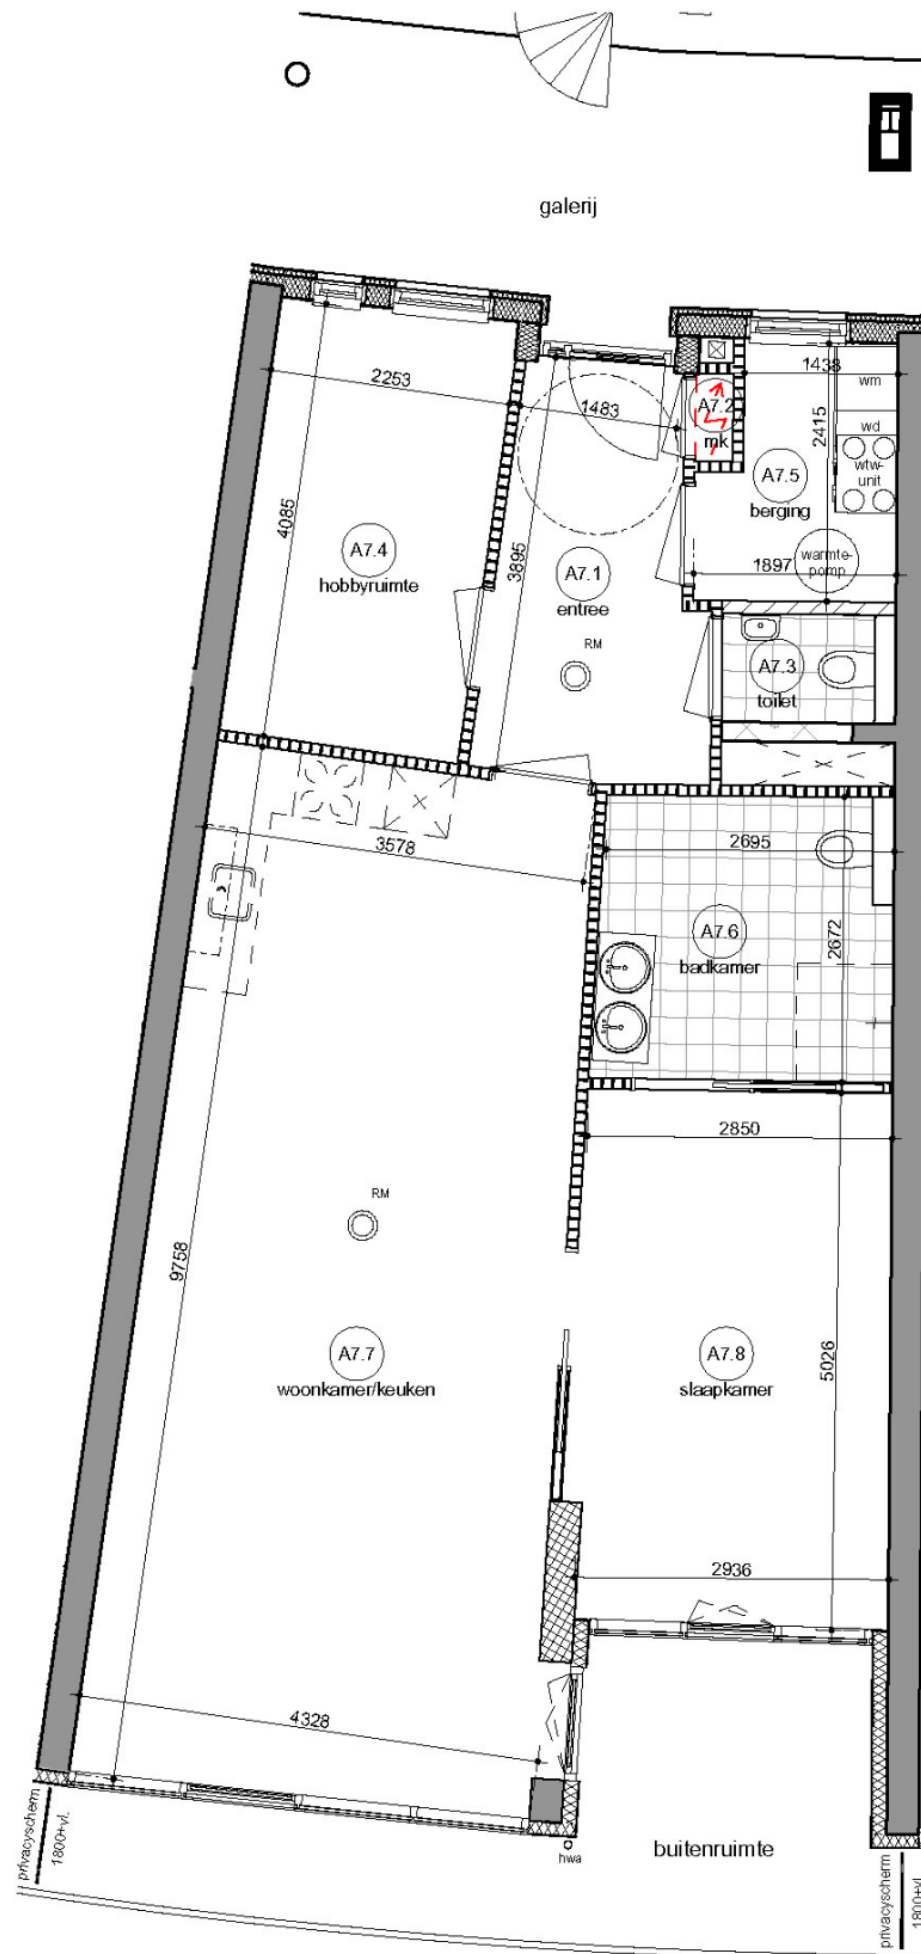 galerij
2253
1483
A7.2
mk
1438
wm
wd
2415
wtw-
unit
A7.5
berging
4085
A7.4
hobbyruimte
3895
A7.1
entree
warmte-
pomp
1897
RM
A7.3
toilet
3578
2695
A7.6
badkamer
2672
2850
RM
9758
A7.7
woonkamer/keuken
A7.8
slaapkamer
5026
2936
4328
privacyscherm
1800+vl.
hwa
buitenruimte
privacyscherm
1800+vl.